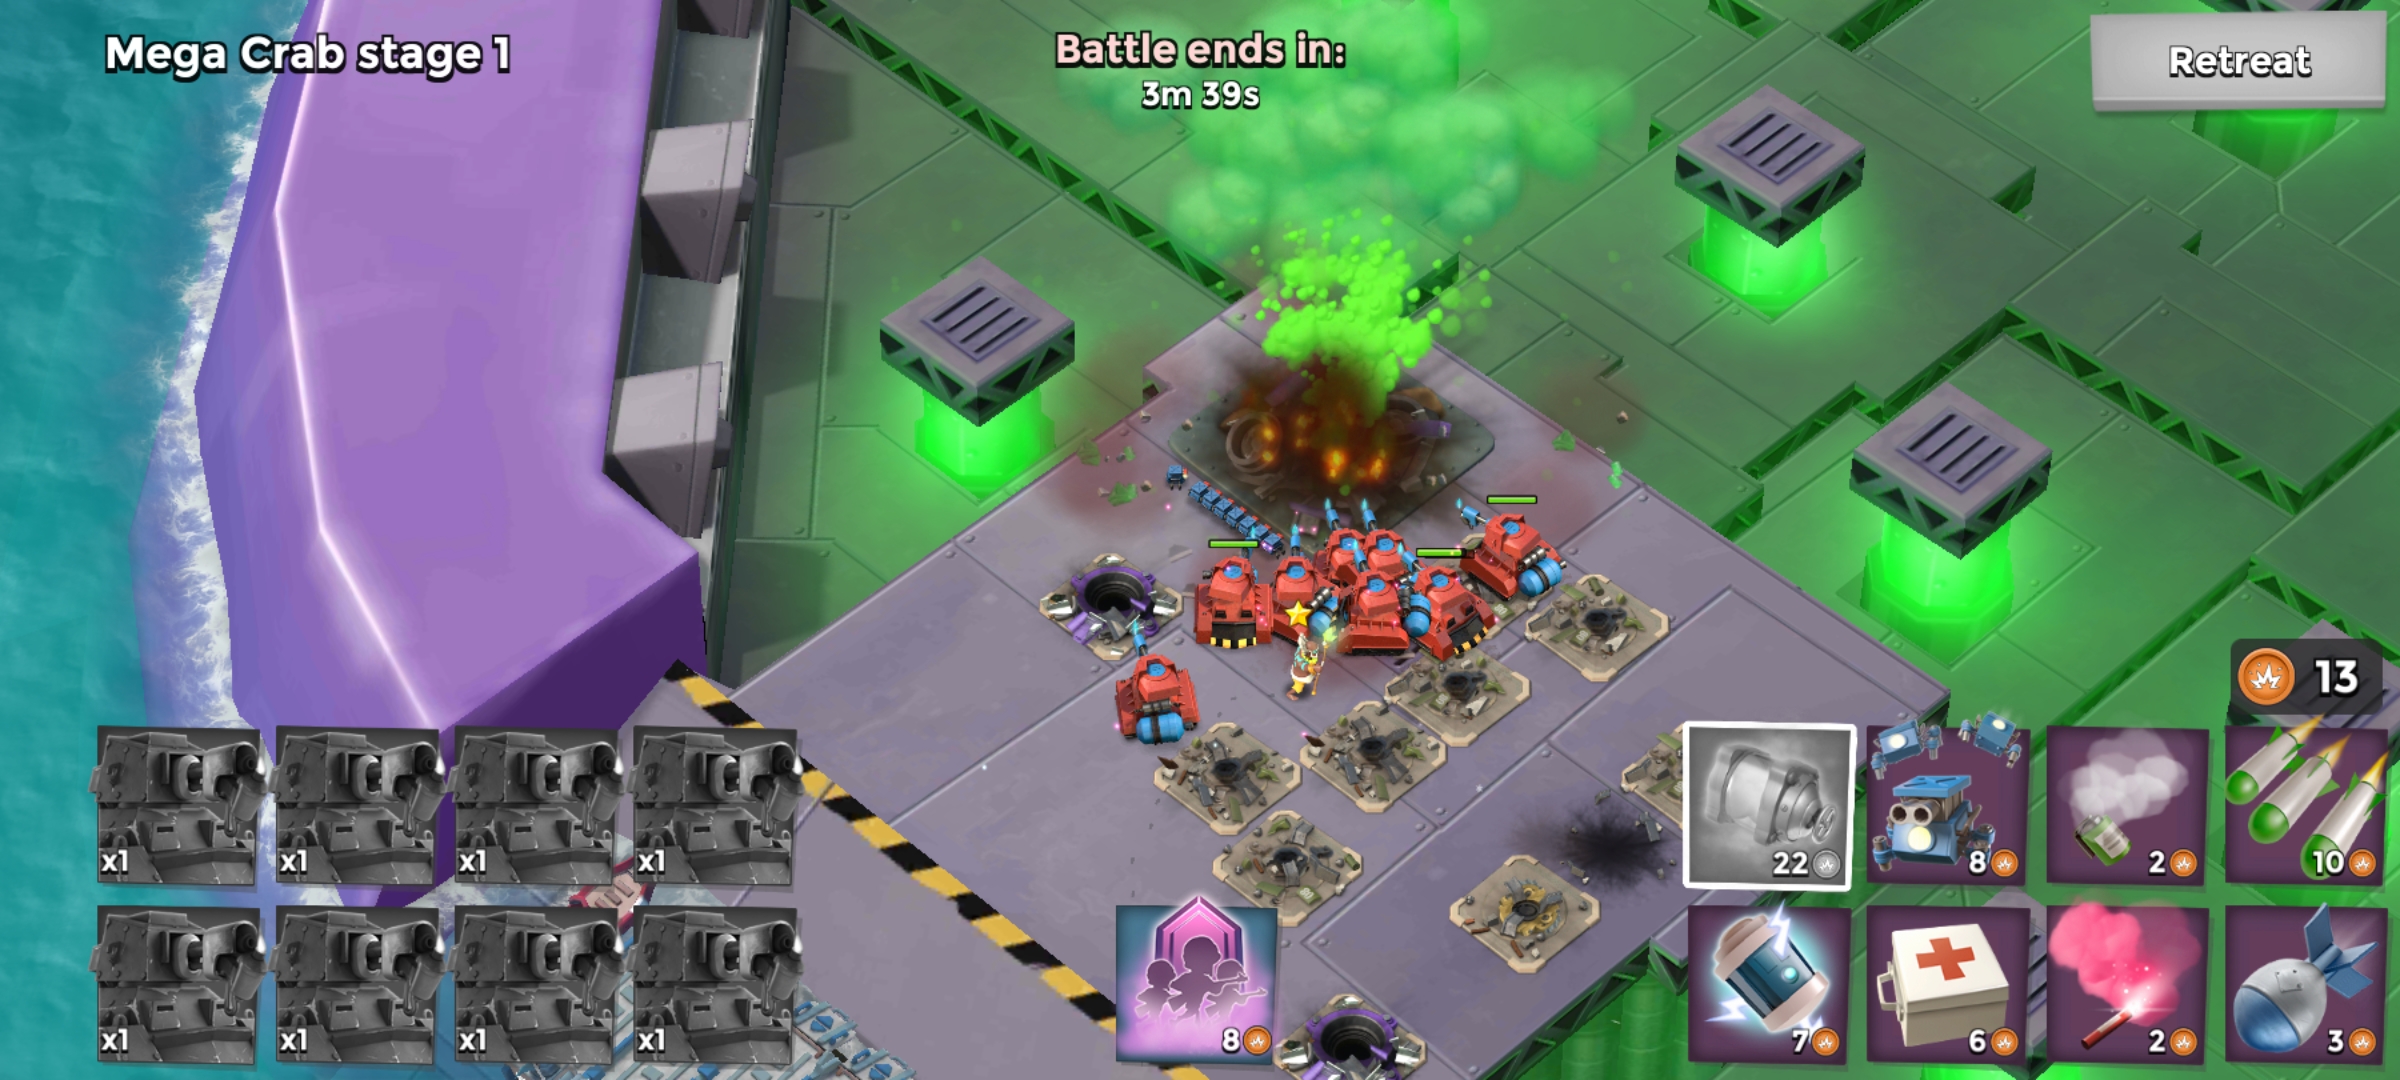 Mega Crab stage 1
Battle ends in:
3m 39s
Retreat
13
x1
x1
x1
x1
22
8
2
10
x1
x1
x1
x1
8
7
6
2
3